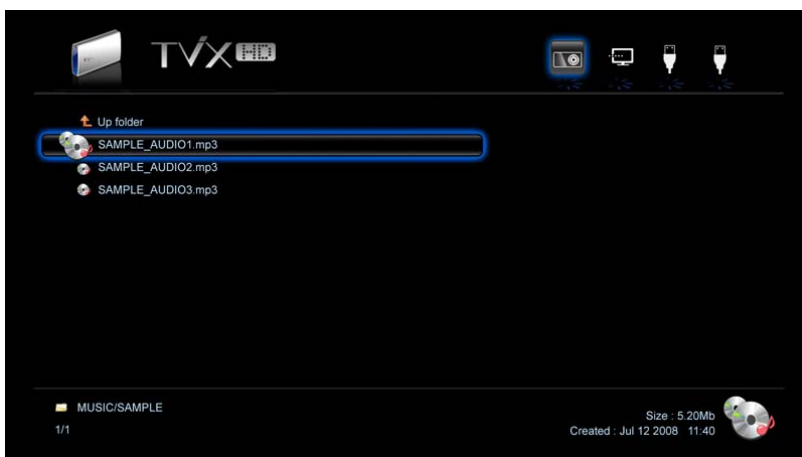 TViX HD
Up folder
SAMPLE_AUDIO1.mp3
SAMPLE_AUDIO2.mp3
SAMPLE_AUDIO3.mp3
MUSIC/SAMPLE
1/1
Size : 5.20Mb
Created : Jul 12 2008 11:40